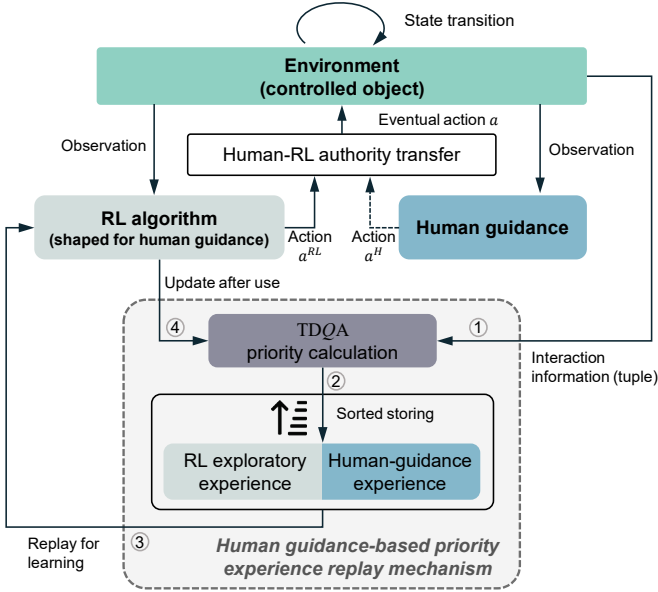 State transition
Environment
(controlled object)
Eventual action a
Observation
Human-RL authority transfer
Observation
RL algorithm
(shaped for human guidance)
Action
a^{RL}
Action
a^{H}
Human guidance
Update after use
④
TDQA
priority calculation
①
Interaction
information (tuple)
②
Sorted storing
RL exploratory
experience
Human-guidance
experience
③
Replay for
learning
Human guidance-based priority
experience replay mechanism